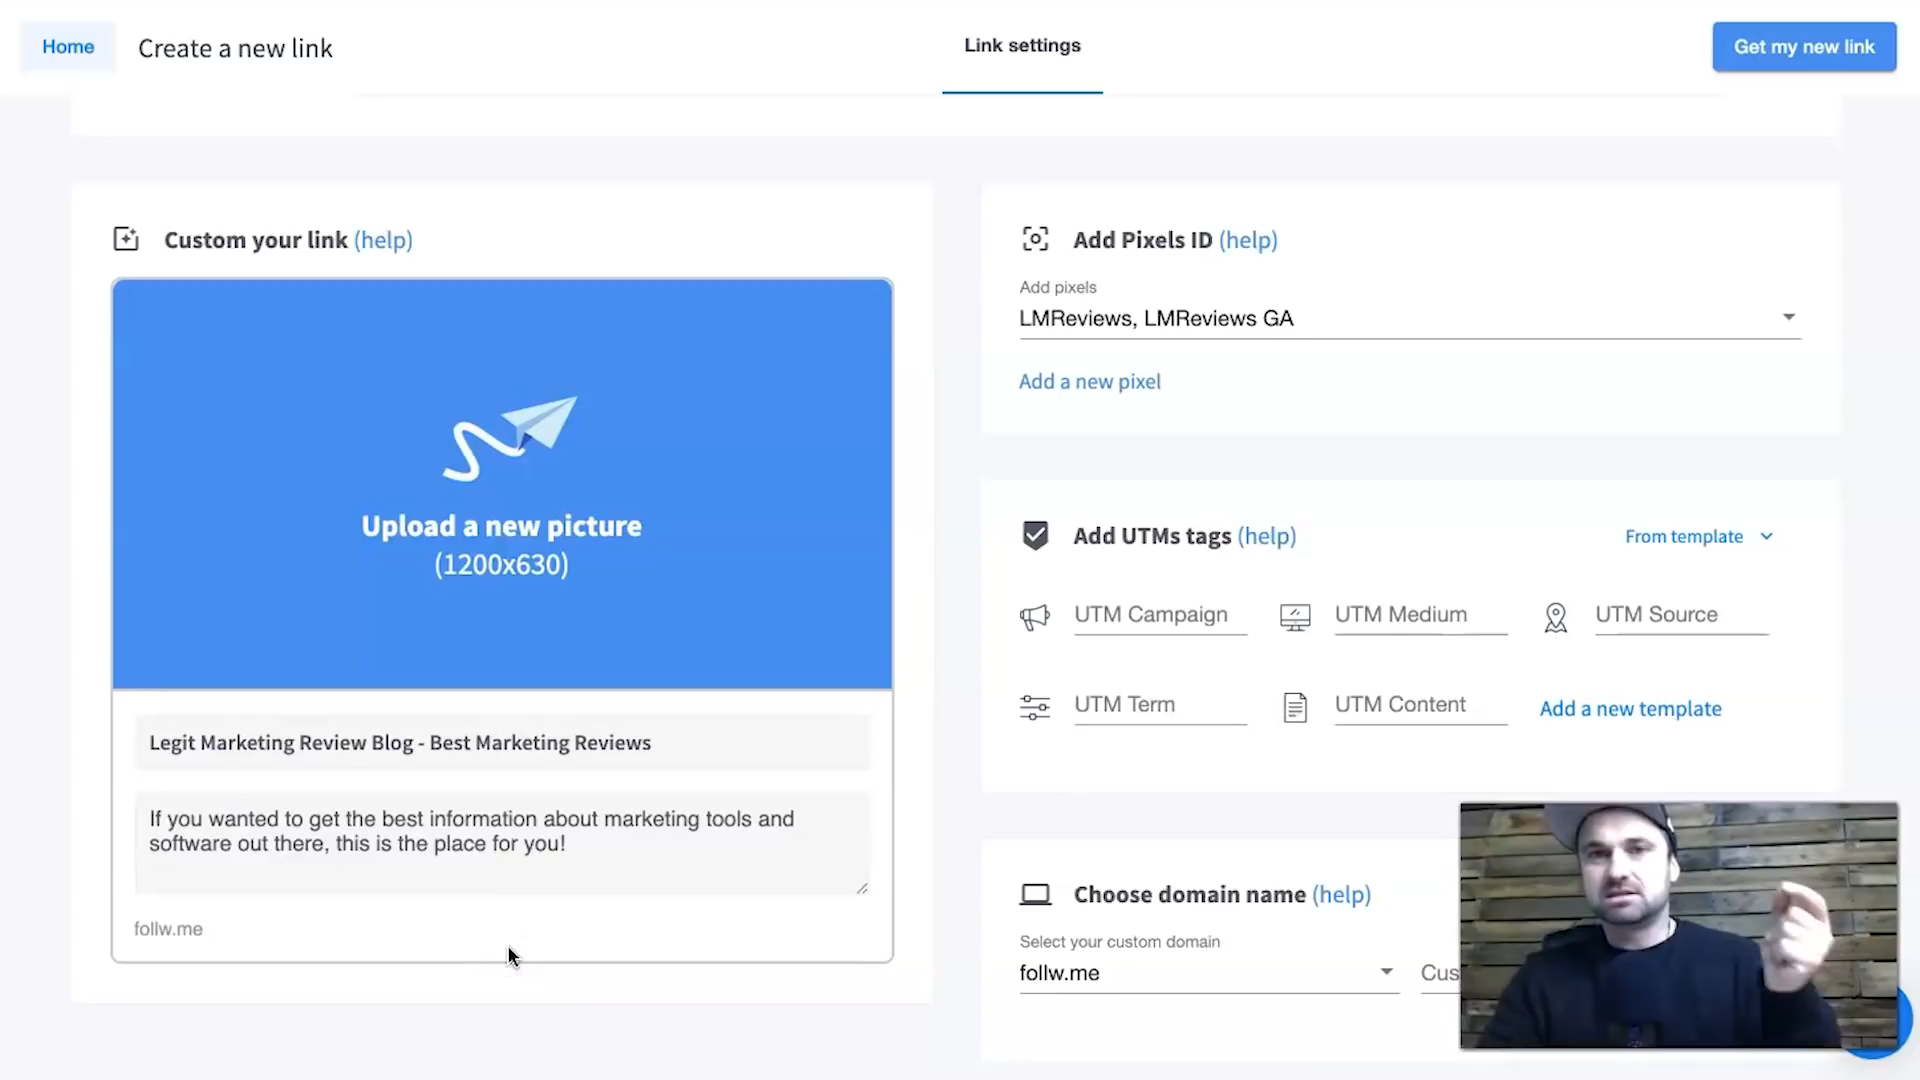 Home
Create a new link
Link settings
Get my new link
Custom your link (help)
Upload a new picture
(1200x630)
Legit Marketing Review Blog - Best Marketing Reviews
If you wanted to get the best information about marketing tools and
software out there, this is the place for you!
follw.me
Add Pixels ID (help)
Add pixels
LMReviews, LMReviews GA
Add a new pixel
Add UTMs tags (help)
From template
UTM Campaign
UTM Medium
UTM Source
UTM Term
UTM Content
Add a new template
Choose domain name (help)
Select your custom domain
follw.me
Cus